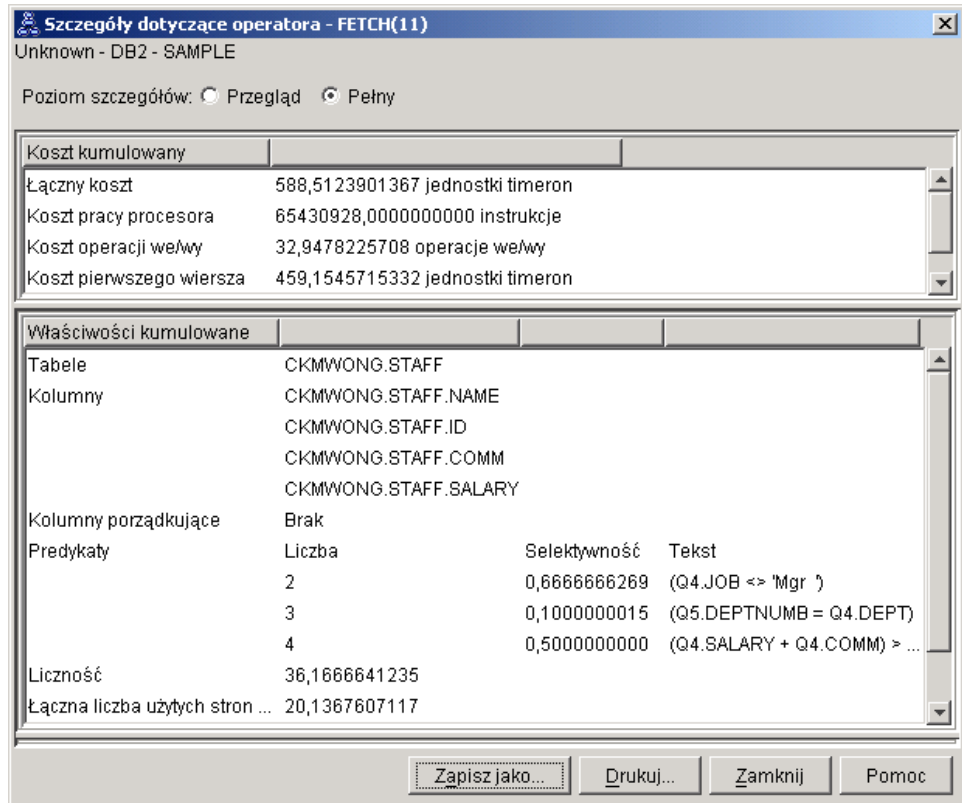 Szczegóły dotyczące operatora - FETCH(11)
Unknown - DB2 - SAMPLE
Poziom szczegółów: Przegląd Pełny
Koszt kumulowany
Łączny koszt 588,5123901367 jednostki timeron
Koszt pracy procesora 65430928,0000000000 instrukcje
Koszt operacji we/wy 32,9478225708 operacje we/wy
Koszt pierwszego wiersza 459,1545715332 jednostki timeron
Właściwości kumulowane
Tabele CKMWONG.STAFF
Kolumny CKMWONG.STAFF.NAME
CKMWONG.STAFF.ID
CKMWONG.STAFF.COMM
CKMWONG.STAFF.SALARY
Kolumny porządkujące Brak
Predykaty Liczba Selektywność Tekst
2 0,6666666269 (Q4.JOB <> 'Mgr ')
3 0,1000000015 (Q5.DEPTNUMB = Q4.DEPT)
4 0,5000000000 (Q4.SALARY + Q4.COMM) > ...
Liczność 36,1666641235
Łączna liczba użytych stron ... 20,1367607117
Zapisz jako... Drukuj... Zamknij Pomoc